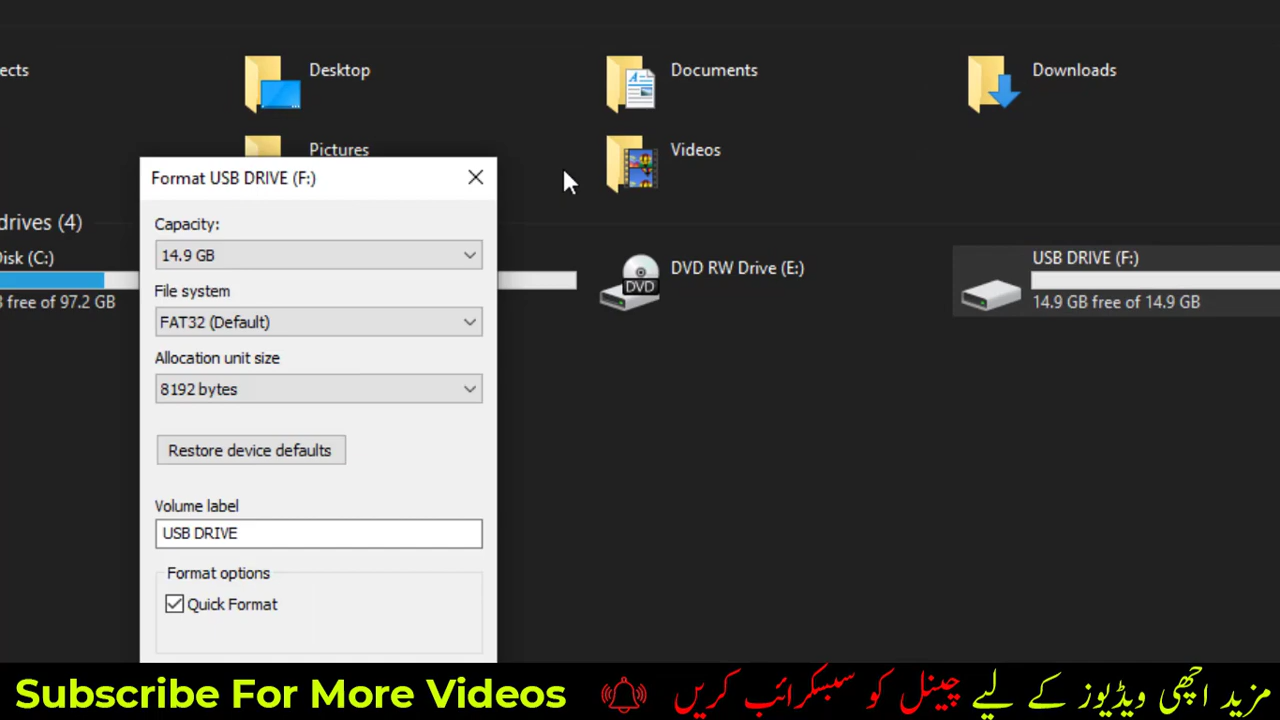 ects
Desktop
Documents
Downloads
Pictures
Videos
Format USB DRIVE (F:)
Capacity:
14.9 GB
File system
FAT32 (Default)
Allocation unit size
8192 bytes
Restore device defaults
Volume label
USB DRIVE
Format options
Quick Format
drives (4)
Disk (C:)
free of 97.2 GB
DVD RW Drive (E:)
DVD
USB DRIVE (F:)
14.9 GB free of 14.9 GB
Subscribe For More Videos
مزید اچھی ویڈیوز کے لیے چینل کو سبسکرائب کریں